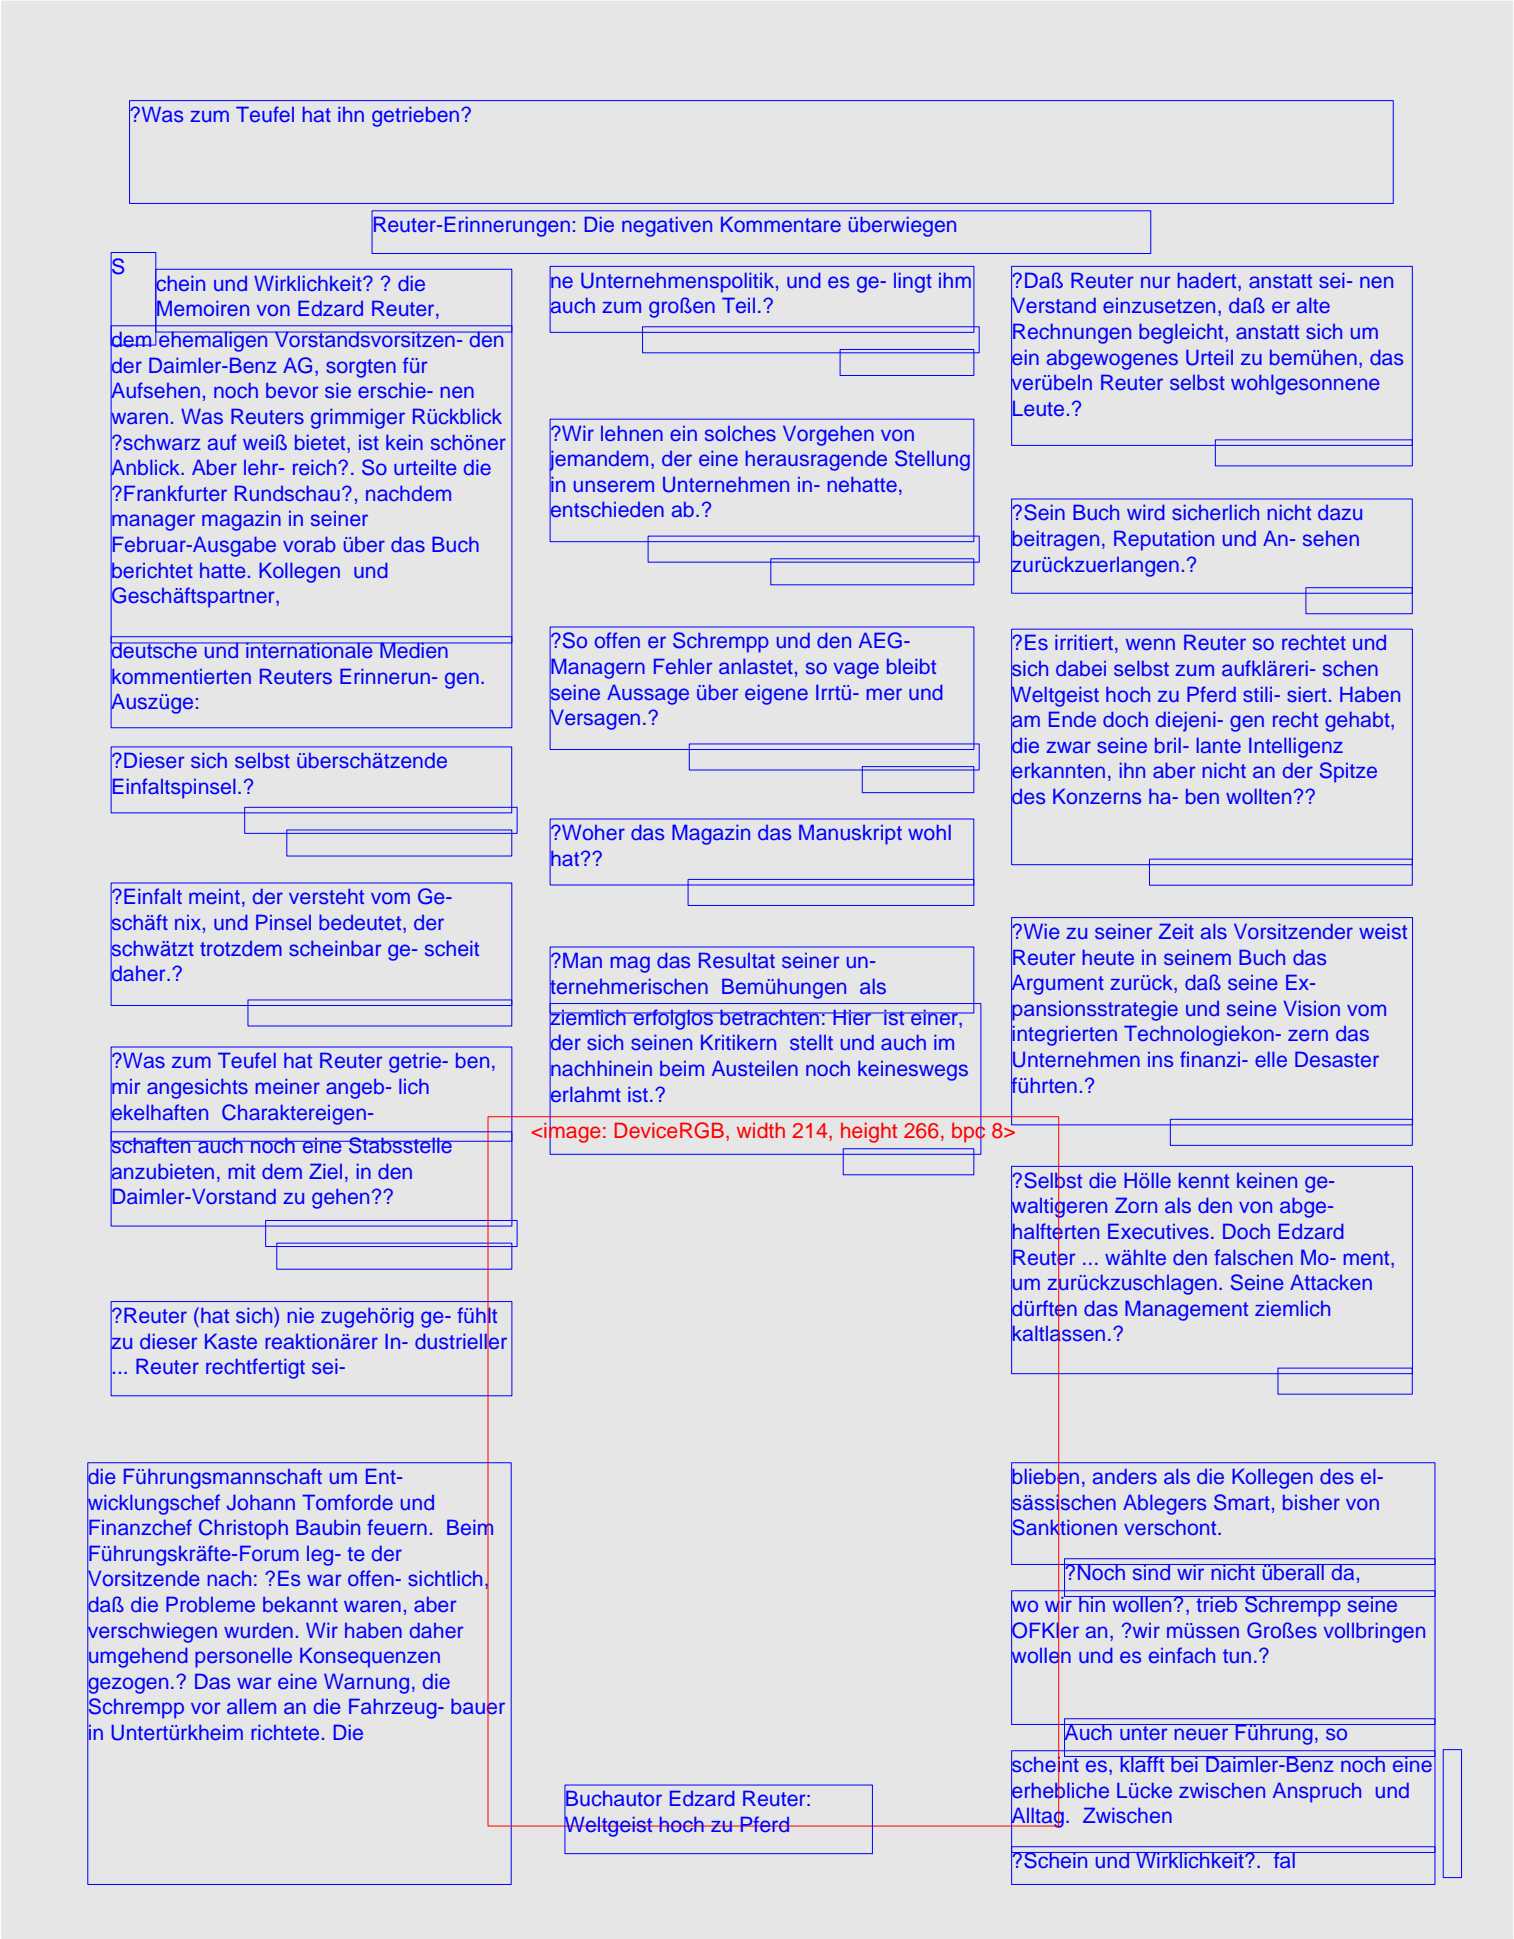 ?Was zum Teufel hat ihn getrieben?
Reuter-Erinnerungen: Die negativen Kommentare überwiegen
S
chein und Wirklichkeit? ? die
Memoiren von Edzard Reuter,
dem ehemaligen Vorstandsvorsitzen- den
der Daimler-Benz AG, sorgten für
Aufsehen, noch bevor sie erschie- nen
waren. Was Reuters grimmiger Rückblick
?schwarz auf weiß bietet, ist kein schöner
Anblick. Aber lehr- reich?. So urteilte die
?Frankfurter Rundschau?, nachdem
manager magazin in seiner
Februar-Ausgabe vorab über das Buch
berichtet hatte. Kollegen  und
Geschäftspartner,
deutsche und internationale Medien
kommentierten Reuters Erinnerun- gen.
Auszüge:
?Dieser sich selbst überschätzende
Einfaltspinsel.?
?Einfalt meint, der versteht vom Ge-
schäft nix, und Pinsel bedeutet, der
schwätzt trotzdem scheinbar ge- scheit
daher.?
?Was zum Teufel hat Reuter getrie- ben,
mir angesichts meiner angeb- lich
ekelhaften  Charaktereigen-
schaften auch noch eine Stabsstelle
anzubieten, mit dem Ziel, in den
Daimler-Vorstand zu gehen??
?Reuter (hat sich) nie zugehörig ge- fühlt
zu dieser Kaste reaktionärer In- dustrieller
... Reuter rechtfertigt sei-
ne Unternehmenspolitik, und es ge- lingt ihm
auch zum großen Teil.?
?Wir lehnen ein solches Vorgehen von
jemandem, der eine herausragende Stellung
in unserem Unternehmen in- nehatte,
entschieden ab.?
?So offen er Schrempp und den AEG-
Managern Fehler anlastet, so vage bleibt
seine Aussage über eigene Irrtü- mer und
Versagen.?
?Woher das Magazin das Manuskript wohl
hat??
?Man mag das Resultat seiner un-
ternehmerischen  Bemühungen  als
ziemlich erfolglos betrachten: Hier  ist einer,
der sich seinen Kritikern  stellt und auch im
nachhinein beim Austeilen noch keineswegs
erlahmt ist.?
<image: DeviceRGB, width 214, height 266, bpc 8>
?Daß Reuter nur hadert, anstatt sei- nen
Verstand einzusetzen, daß er alte
Rechnungen begleicht, anstatt sich um
ein abgewogenes Urteil zu bemühen, das
verübeln Reuter selbst wohlgesonnene
Leute.?
?Sein Buch wird sicherlich nicht dazu
beitragen, Reputation und An- sehen
zurückzuerlangen.?
?Es irritiert, wenn Reuter so rechtet und
sich dabei selbst zum aufkläreri- schen
Weltgeist hoch zu Pferd stili- siert. Haben
am Ende doch diejeni- gen recht gehabt,
die zwar seine bril- lante Intelligenz
erkannten, ihn aber nicht an der Spitze
des Konzerns ha- ben wollten??
?Wie zu seiner Zeit als Vorsitzender weist
Reuter heute in seinem Buch das
Argument zurück, daß seine Ex-
pansionsstrategie und seine Vision vom
integrierten Technologiekon- zern das
Unternehmen ins finanzi- elle Desaster
führten.?
?Selbst die Hölle kennt keinen ge-
waltigeren Zorn als den von abge-
halfterten Executives. Doch Edzard
Reuter ... wählte den falschen Mo- ment,
um zurückzuschlagen. Seine Attacken
dürften das Management ziemlich
kaltlassen.?
die Führungsmannschaft um Ent-
wicklungschef Johann Tomforde und
Finanzchef Christoph Baubin feuern.  Beim
Führungskräfte-Forum leg- te der
Vorsitzende nach: ?Es war offen- sichtlich,
daß die Probleme bekannt waren, aber
verschwiegen wurden. Wir haben daher
umgehend personelle Konsequenzen
gezogen.? Das war eine Warnung, die
Schrempp vor allem an die Fahrzeug- bauer
in Untertürkheim richtete. Die
Buchautor Edzard Reuter:
Weltgeist hoch zu Pferd
blieben, anders als die Kollegen des el-
sässischen Ablegers Smart, bisher von
Sanktionen verschont.
?Noch sind wir nicht überall da,
wo wir hin wollen?, trieb Schrempp seine
OFKler an, ?wir müssen Großes vollbringen
wollen und es einfach tun.?
Auch unter neuer Führung, so
scheint es, klafft bei Daimler-Benz noch eine
erhebliche Lücke zwischen Anspruch  und
Alltag.  Zwischen
?Schein und Wirklichkeit?.  fal